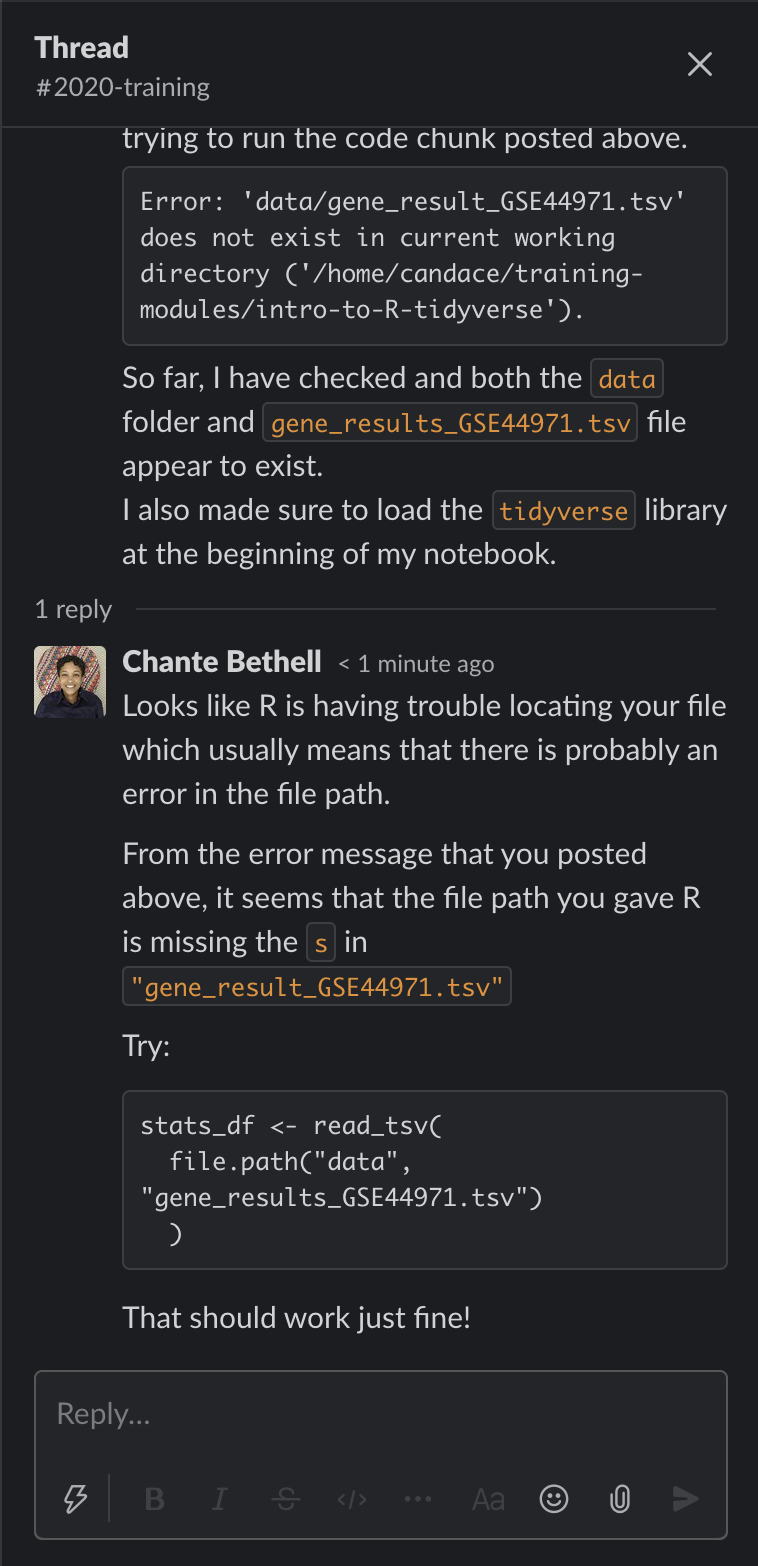 Thread
#2020-training
trying to run the code chunk posted above.
Error: 'data/gene_result_GSE44971.tsv'
does not exist in current working
directory ('/home/candace/training-
modules/intro-to-R-tidyverse').
So far, I have checked and both the data
folder and gene_results_GSE44971.tsv file
appear to exist.
I also made sure to load the tidyverse library
at the beginning of my notebook.
1 reply
Chante Bethell < 1 minute ago
Looks like R is having trouble locating your file
which usually means that there is probably an
error in the file path.
From the error message that you posted
above, it seems that the file path you gave R
is missing the s in
"gene_result_GSE44971.tsv"
Try:
stats_df <- read_tsv(
  file.path("data",
"gene_results_GSE44971.tsv")
  )
That should work just fine!
Reply...
B I S </> ... Aa